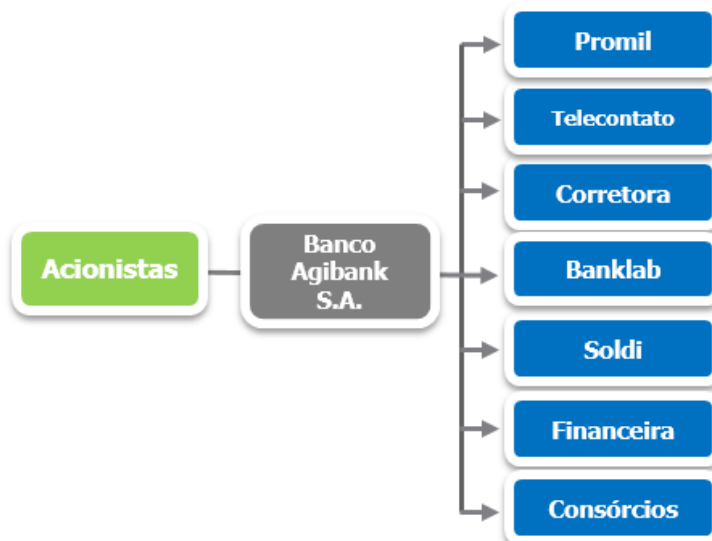 Acionistas
Banco
Agibank
S.A.
Promil
Telecontato
Corretora
Banklab
Soldi
Financeira
Consórcios